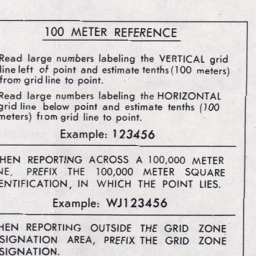 100 METER REFERENCE
Read large numbers labeling the VERTICAL grid
line left of point and estimate tenths (100 meters)
from grid line to point.
Read large numbers labeling the HORIZONTAL
grid line below point and estimate tenths (100
meters) from grid line to point.
Example: 123456
HEN REPORTING ACROSS A 100,000 METER
NE, PREFIX THE 100,000 METER SQUARE
ENTIFICATION, IN WHICH THE POINT LIES.
Example: WJ123456
HEN REPORTING OUTSIDE THE GRID ZONE
SIGNATION AREA, PREFIX THE GRID ZONE
SIGNATION.